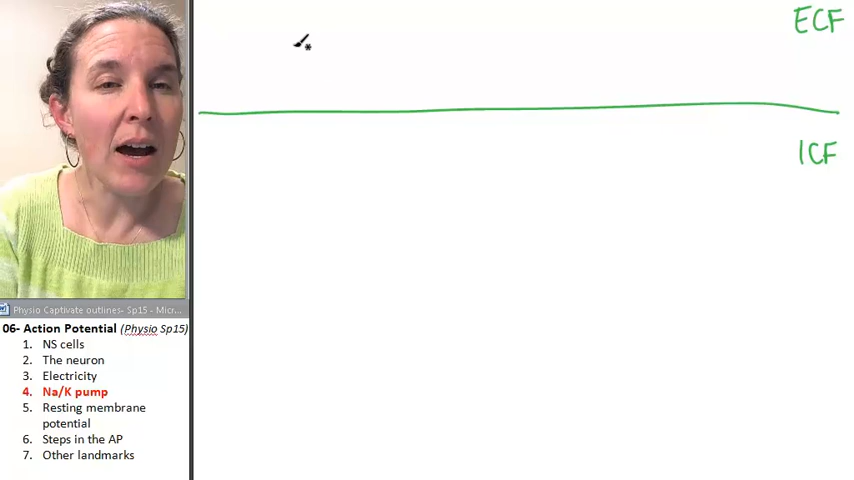 ECF
ICF
Physio Captivate outlines- Sp15 - Micr...
06- Action Potential (Physio Sp15)
1. NS cells
2. The neuron
3. Electricity
4. Na/K pump
5. Resting membrane
potential
6. Steps in the AP
7. Other landmarks